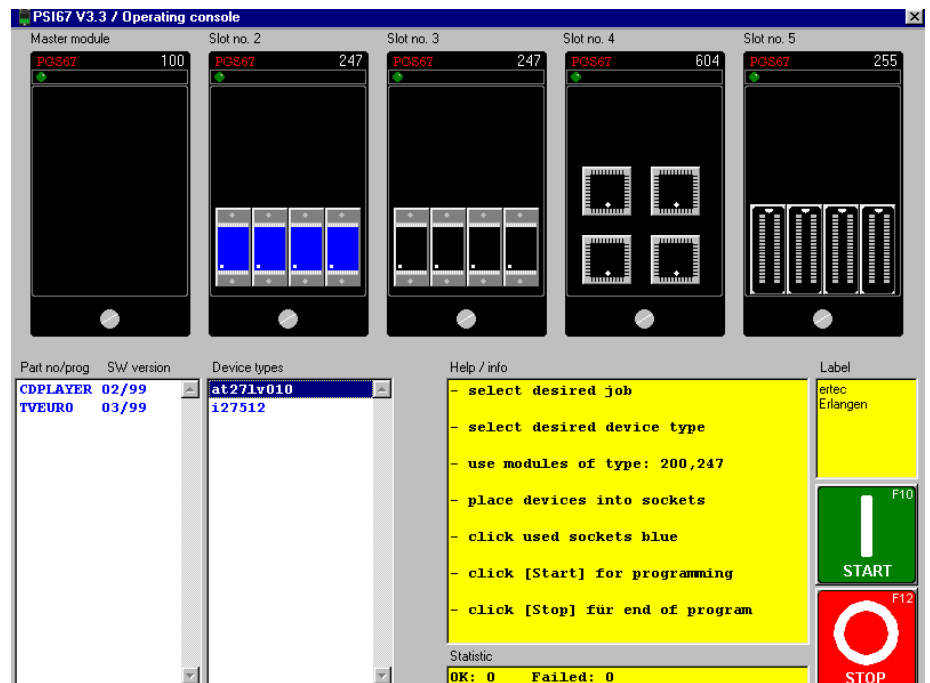 PSI67 V3.3 / Operating console
Master module
Slot no. 2
Slot no. 3
Slot no. 4
Slot no. 5
PGS67 100
PGS67 247
PGS67 247
PGS67 604
PGS67 255
Part no/prog SW version
CDPLAYER 02/99
TVEURO 03/99
Device types
at27lv010
i27512
Help / info
- select desired job
- select desired device type
- use modules of type: 200,247
- place devices into sockets
- click used sockets blue
- click [Start] for programming
- click [Stop] für end of program
Statistic
OK: 0 Failed: 0
Label
ertec
Erlangen
F10
START
F12
STOP